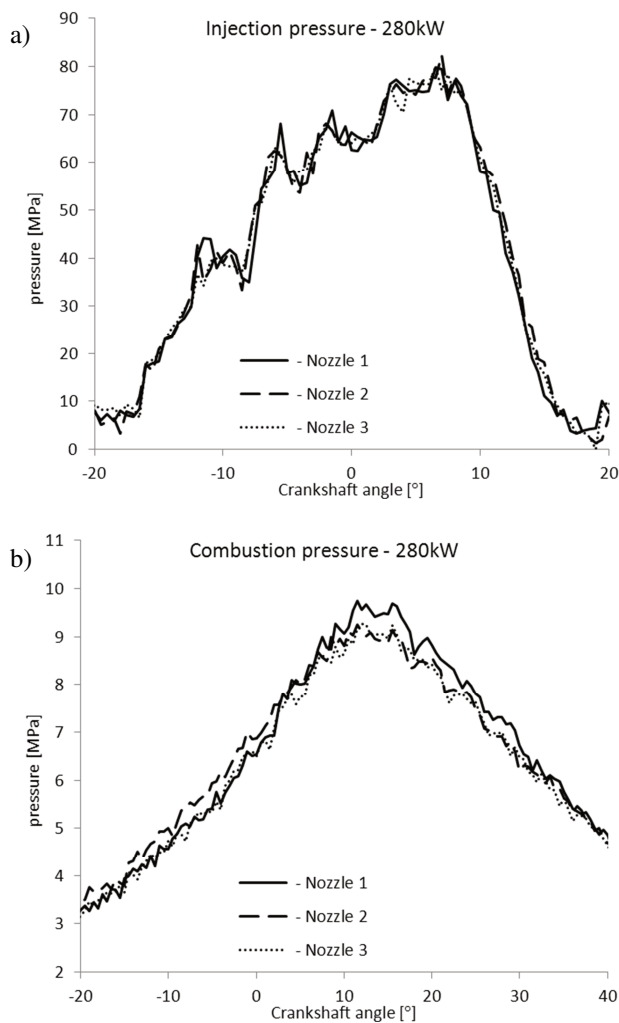 a)
Injection pressure - 280kW
90
80
70
60
50
40
30
20
10
0
pressure [MPa]
- Nozzle 1
- Nozzle 2
- Nozzle 3
-20 -10 0 10 20
Crankshaft angle [°]
b)
Combustion pressure - 280kW
11
10
9
8
7
6
5
4
3
2
pressure [MPa]
- Nozzle 1
- Nozzle 2
- Nozzle 3
-20 -10 0 10 20 30 40
Crankshaft angle [°]